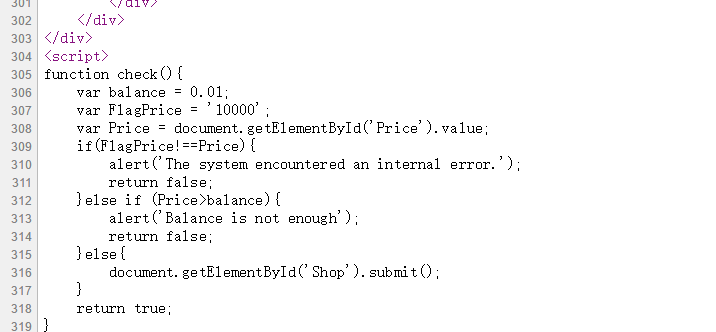 301         </div>
302     </div>
303 </div>
304 <script>
305 function check(){
306     var balance = 0.01;
307     var FlagPrice = '10000';
308     var Price = document.getElementById('Price').value;
309     if(FlagPrice!==Price){
310         alert('The system encountered an internal error.');
311         return false;
312     }else if (Price>balance){
313         alert('Balance is not enough');
314         return false;
315     }else{
316         document.getElementById('Shop').submit();
317     }
318     return true;
319 }